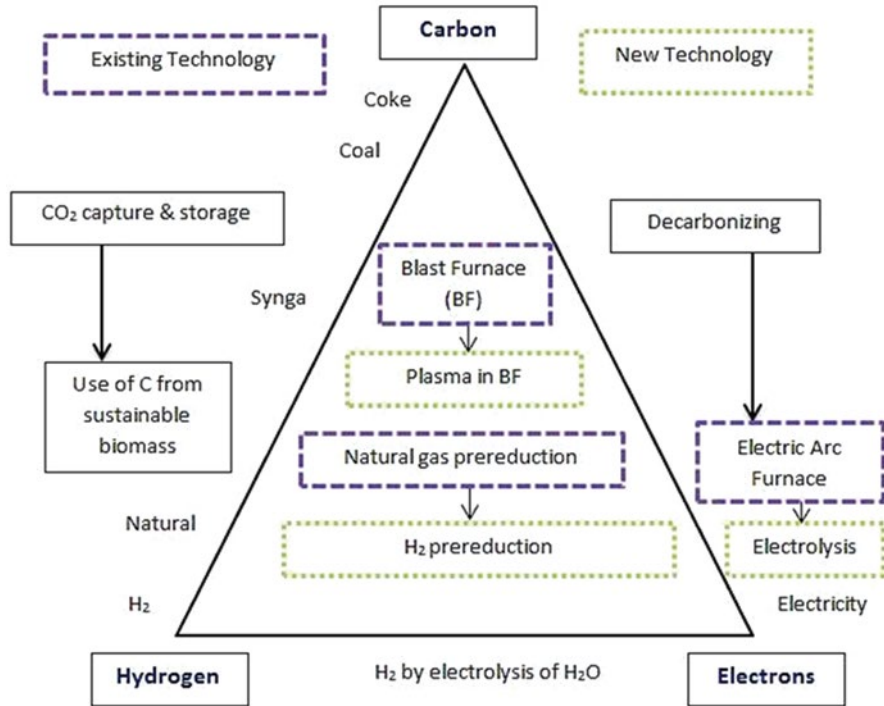 Carbon
Existing Technology
New Technology
Coke
Coal
CO₂ capture & storage
Decarbonizing
Blast Furnace
(BF)
Synga
Plasma in BF
Use of C from
sustainable
biomass
Natural gas prereduction
Electric Arc
Furnace
Natural
H₂ prereduction
Electrolysis
H₂
Electricity
Hydrogen
H₂ by electrolysis of H₂O
Electrons